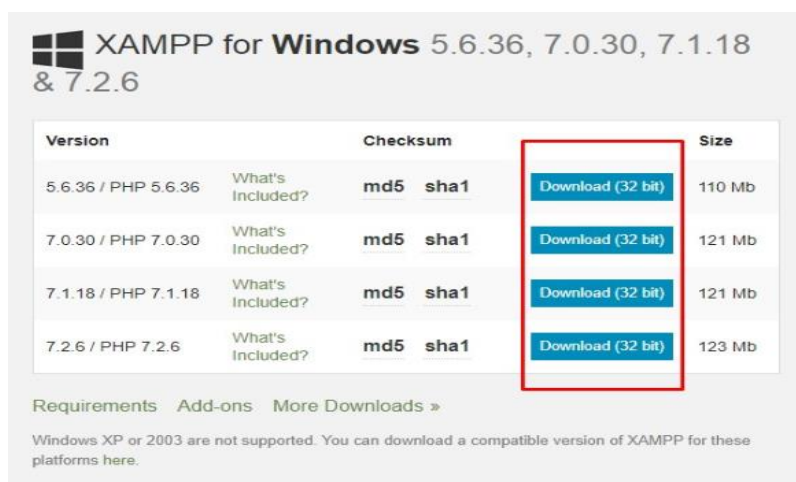 XAMPP for Windows 5.6.36, 7.0.30, 7.1.18
& 7.2.6
Version Checksum Size
5.6.36 / PHP 5.6.36 What's Included? md5 sha1 Download (32 bit) 110 Mb
7.0.30 / PHP 7.0.30 What's Included? md5 sha1 Download (32 bit) 121 Mb
7.1.18 / PHP 7.1.18 What's Included? md5 sha1 Download (32 bit) 121 Mb
7.2.6 / PHP 7.2.6 What's Included? md5 sha1 Download (32 bit) 123 Mb
Requirements Add-ons More Downloads »
Windows XP or 2003 are not supported. You can download a compatible version of XAMPP for these
platforms here.